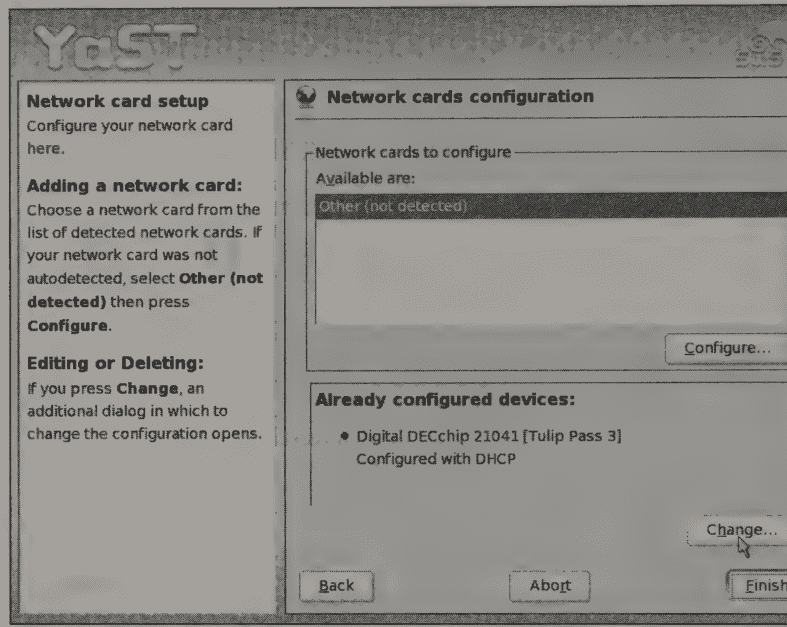 YaST
Network card setup
Configure your network card
here.
Adding a network card:
Choose a network card from the
list of detected network cards. If
your network card was not
autodetected, select Other (not
detected) then press
Configure.
Editing or Deleting:
If you press Change, an
additional dialog in which to
change the configuration opens.
Network cards configuration
Network cards to configure
Available are:
Other (not detected)
Configure...
Already configured devices:
Digital DECchip 21041 [Tulip Pass 3]
Configured with DHCP
Change...
Back
Abort
Finish